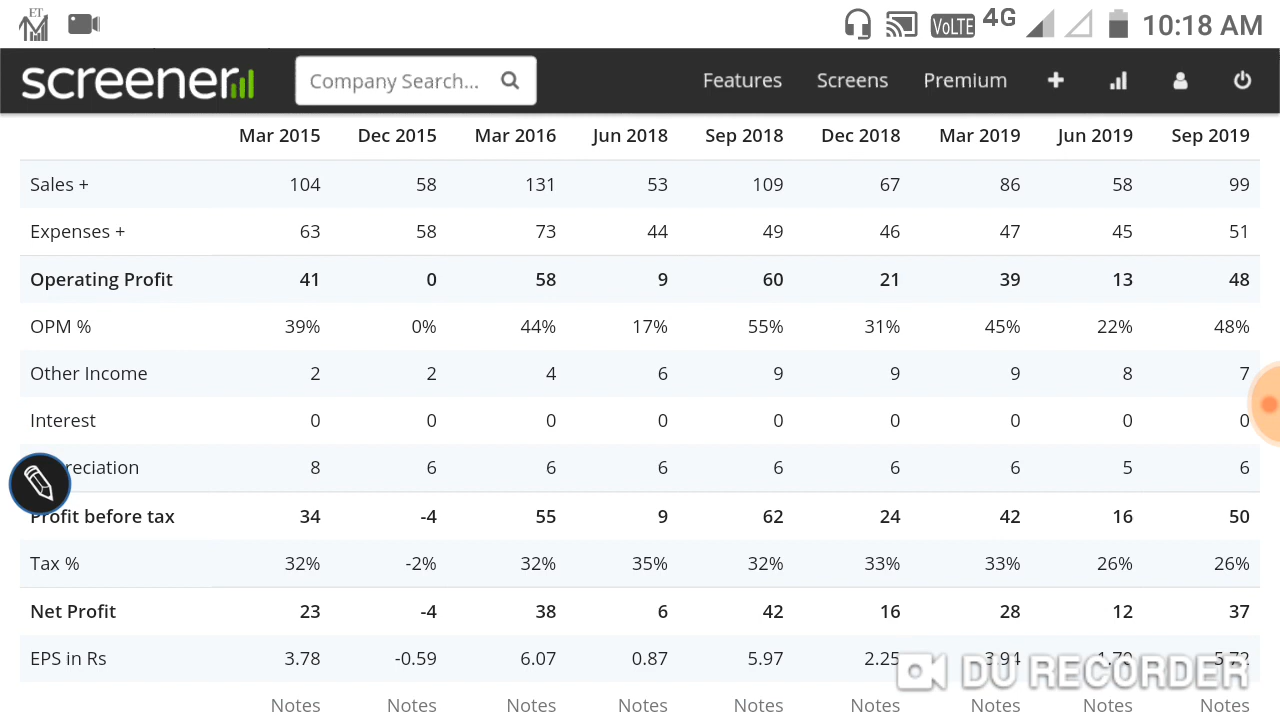 ET
VoLTE 4G 10:18 AM
screener Company Search... Features Screens Premium
Mar 2015 Dec 2015 Mar 2016 Jun 2018 Sep 2018 Dec 2018 Mar 2019 Jun 2019 Sep 2019
Sales + 104 58 131 53 109 67 86 58 99
Expenses + 63 58 73 44 49 46 47 45 51
Operating Profit 41 0 58 9 60 21 39 13 48
OPM % 39% 0% 44% 17% 55% 31% 45% 22% 48%
Other Income 2 2 4 6 9 9 9 8 7
Interest 0 0 0 0 0 0 0 0 0
reciation 8 6 6 6 6 6 6 5 6
Profit before tax 34 -4 55 9 62 24 42 16 50
Tax % 32% -2% 32% 35% 32% 33% 33% 26% 26%
Net Profit 23 -4 38 6 42 16 28 12 37
EPS in Rs 3.78 -0.59 6.07 0.87 5.97 2.25 3.94 1.70 5.72
DU RECORDER
Notes Notes Notes Notes Notes Notes Notes Notes Notes